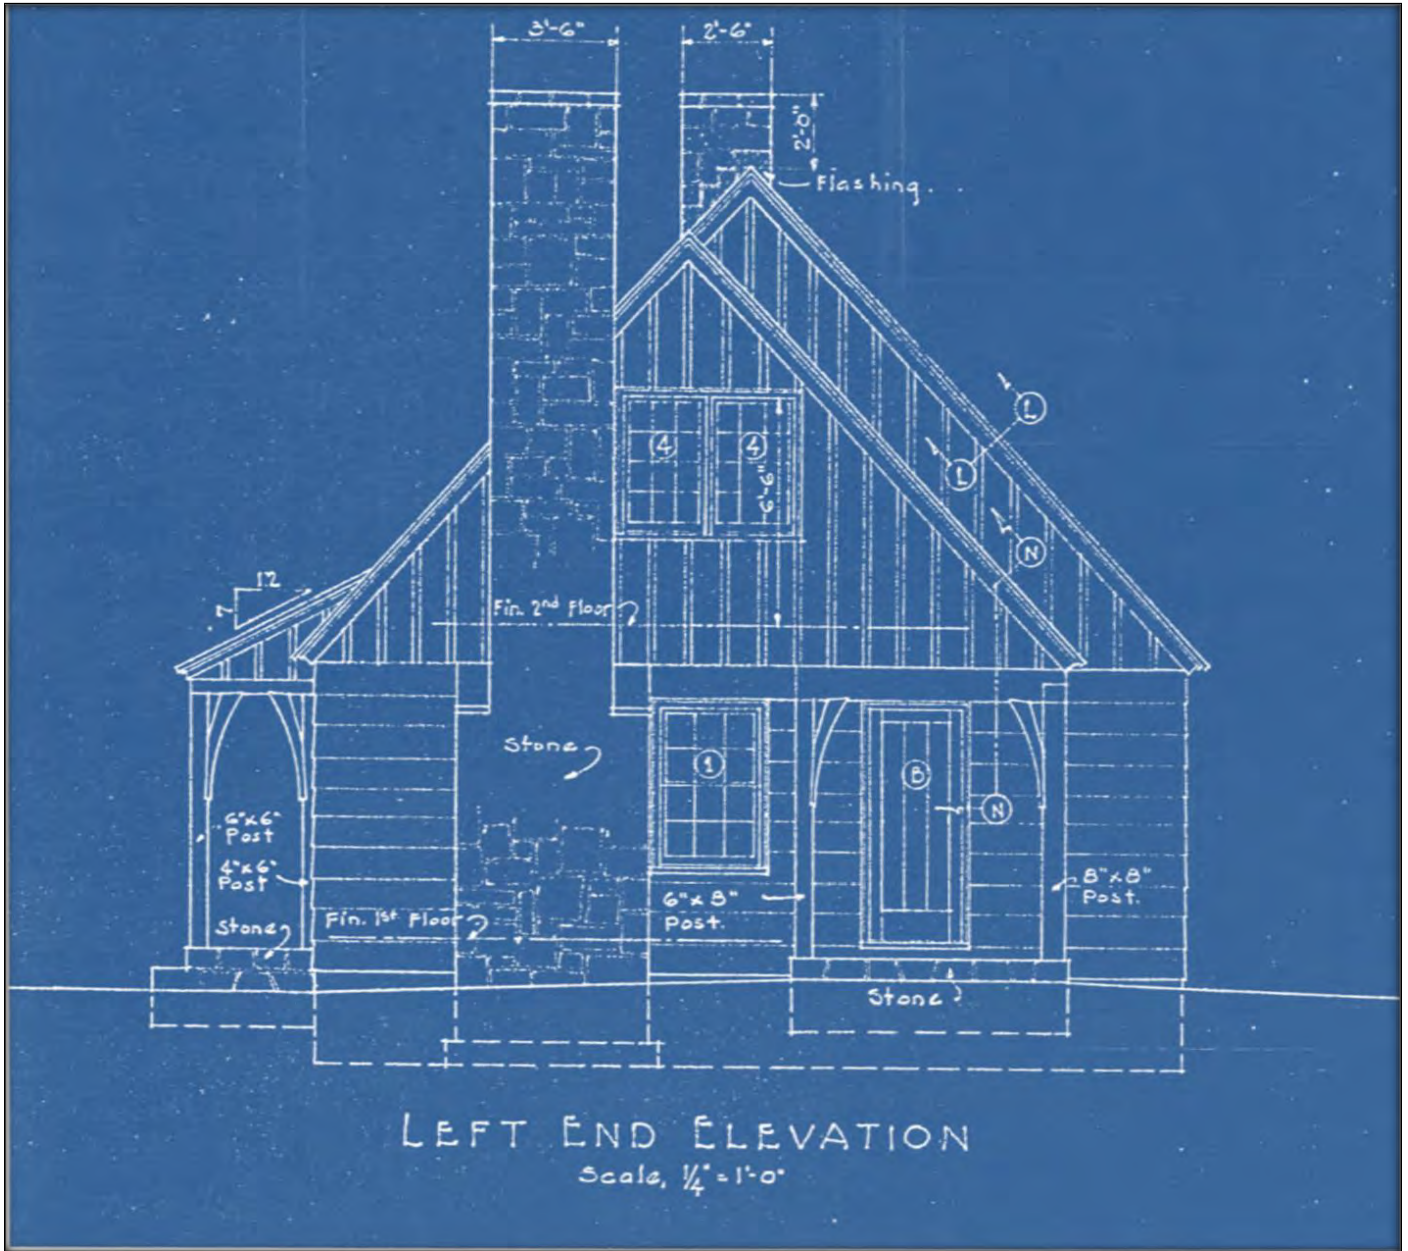 3'-6"
2'-6"
2'-0"
Flashing.
L
4
4
6'-6"
L
N
12
7
Fin. 2nd Floor
Stone
1
B
N
6"x6"
Post
4"x6"
Post
8"x8"
Post.
6"x8"
Post.
Fin. 1st Floor
Stone
Stone
LEFT END ELEVATION
Scale, 1/4" = 1'-0"